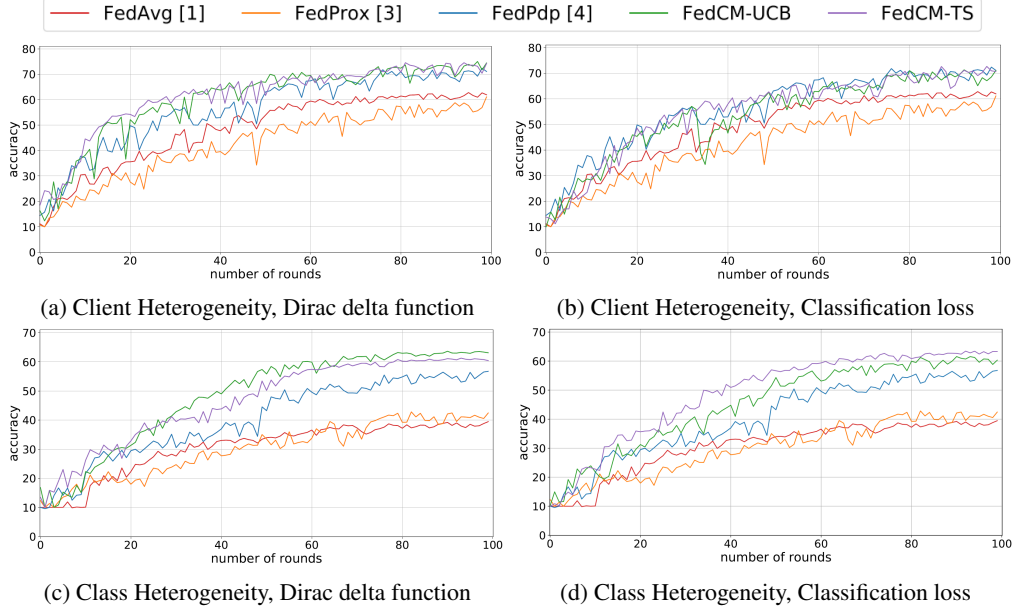 FedAvg [1] FedProx [3] FedPdp [4] FedCM-UCB FedCM-TS
80
70
60
50
40
30
20
10
0
accuracy
0 20 40 60 80 100
number of rounds
(a) Client Heterogeneity, Dirac delta function
80
70
60
50
40
30
20
10
0
accuracy
0 20 40 60 80 100
number of rounds
(b) Client Heterogeneity, Classification loss
70
60
50
40
30
20
10
0
accuracy
0 20 40 60 80 100
number of rounds
(c) Class Heterogeneity, Dirac delta function
70
60
50
40
30
20
10
0
accuracy
0 20 40 60 80 100
number of rounds
(d) Class Heterogeneity, Classification loss